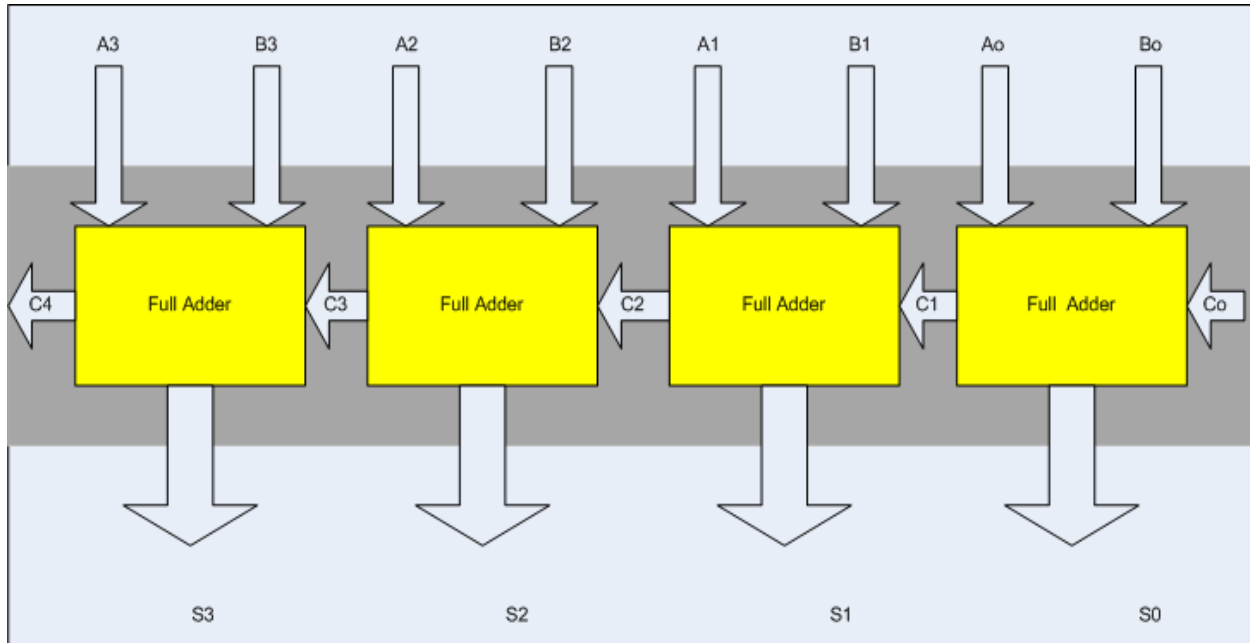 A3 B3 A2 B2 A1 B1 Ao Bo
C4 Full Adder C3 Full Adder C2 Full Adder C1 Full Adder Co
S3 S2 S1 S0